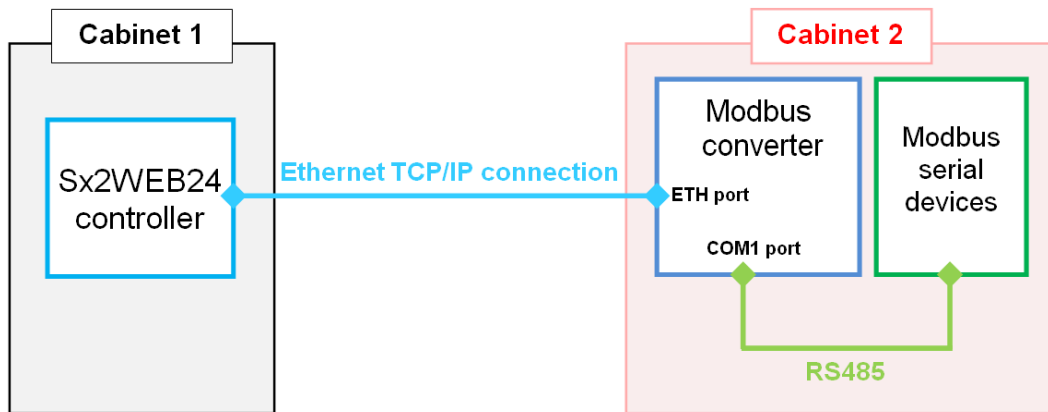 Cabinet 1
Cabinet 2
Sx2WEB24
controller
Ethernet TCP/IP connection
Modbus
converter
ETH port
COM1 port
Modbus
serial
devices
RS485